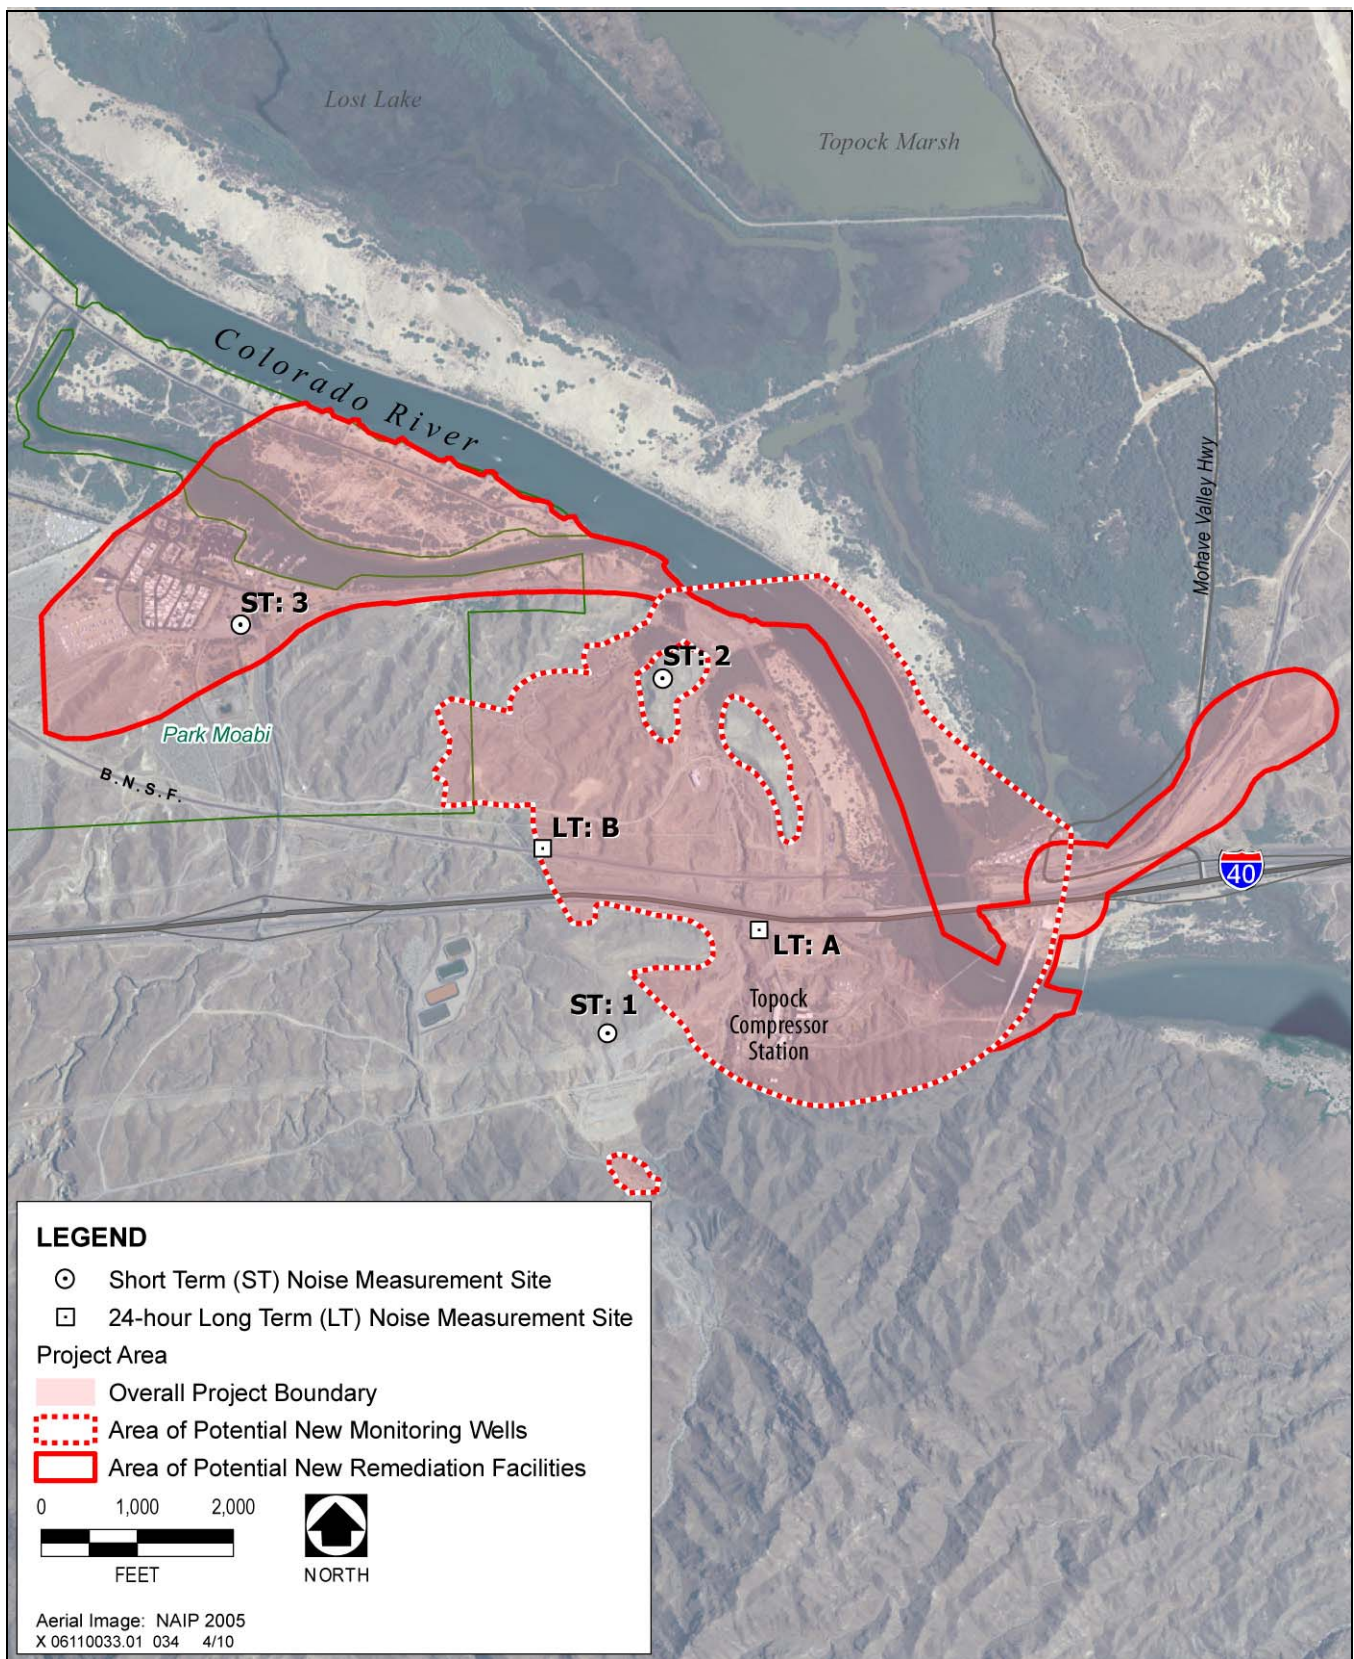 Lost Lake
Topock Marsh
Colorado River
Mohave Valley Hwy
ST: 3
ST: 2
Park Moabi
B.N.S.F.
LT: B
40
LT: A
ST: 1
Topock
Compressor
Station
LEGEND
Short Term (ST) Noise Measurement Site
24-hour Long Term (LT) Noise Measurement Site
Project Area
Overall Project Boundary
Area of Potential New Monitoring Wells
Area of Potential New Remediation Facilities
0 1,000 2,000
FEET
NORTH
Aerial Image: NAIP 2005
X 06110033.01 034 4/10